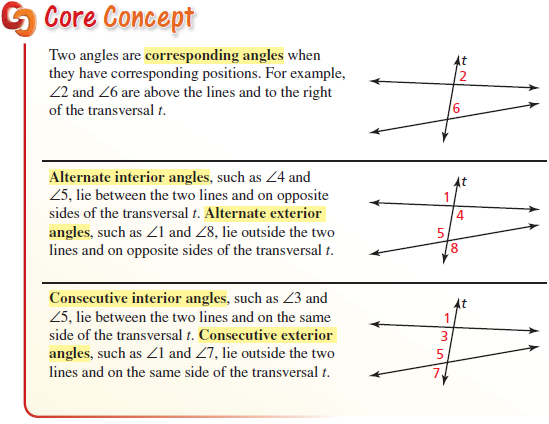 Core Concept
Two angles are corresponding angles when
they have corresponding positions. For example,
∠2 and ∠6 are above the lines and to the right
of the transversal t.
t
2
6
Alternate interior angles, such as ∠4 and
∠5, lie between the two lines and on opposite
sides of the transversal t. Alternate exterior
angles, such as ∠1 and ∠8, lie outside the two
lines and on opposite sides of the transversal t.
t
1
4
5
8
Consecutive interior angles, such as ∠3 and
∠5, lie between the two lines and on the same
side of the transversal t. Consecutive exterior
angles, such as ∠1 and ∠7, lie outside the two
lines and on the same side of the transversal t.
t
1
3
5
7